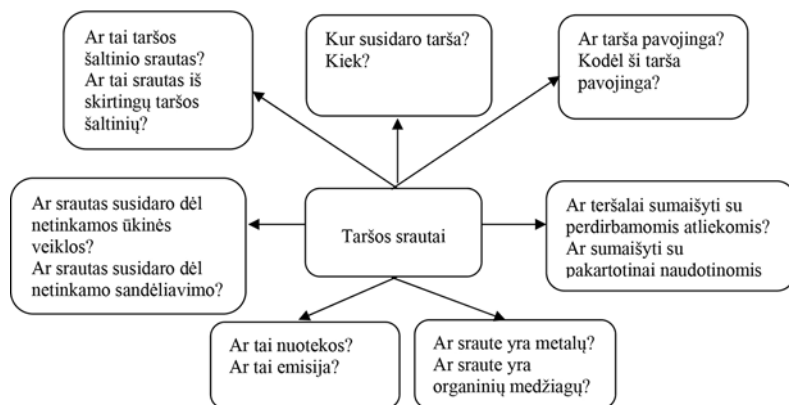 Ar tai taršos
šaltinio srautas?
Ar tai srautas iš
skirtingų taršos
šaltinių?
Kur susidaro tarša?
Kiek?
Ar tarša pavojinga?
Kodėl ši tarša
pavojinga?
Ar srautas susidaro dėl
netinkamos ūkinės
veiklos?
Ar srautas susidaro dėl
netinkamo sandėliavimo?
Taršos srautai
Ar teršalai sumaišyti su
perdirbamomis atliekomis?
Ar sumaišyti su
pakartotinai naudotinomis
Ar tai nuotekos?
Ar tai emisija?
Ar sraute yra metalų?
Ar sraute yra
organinių medžiagų?